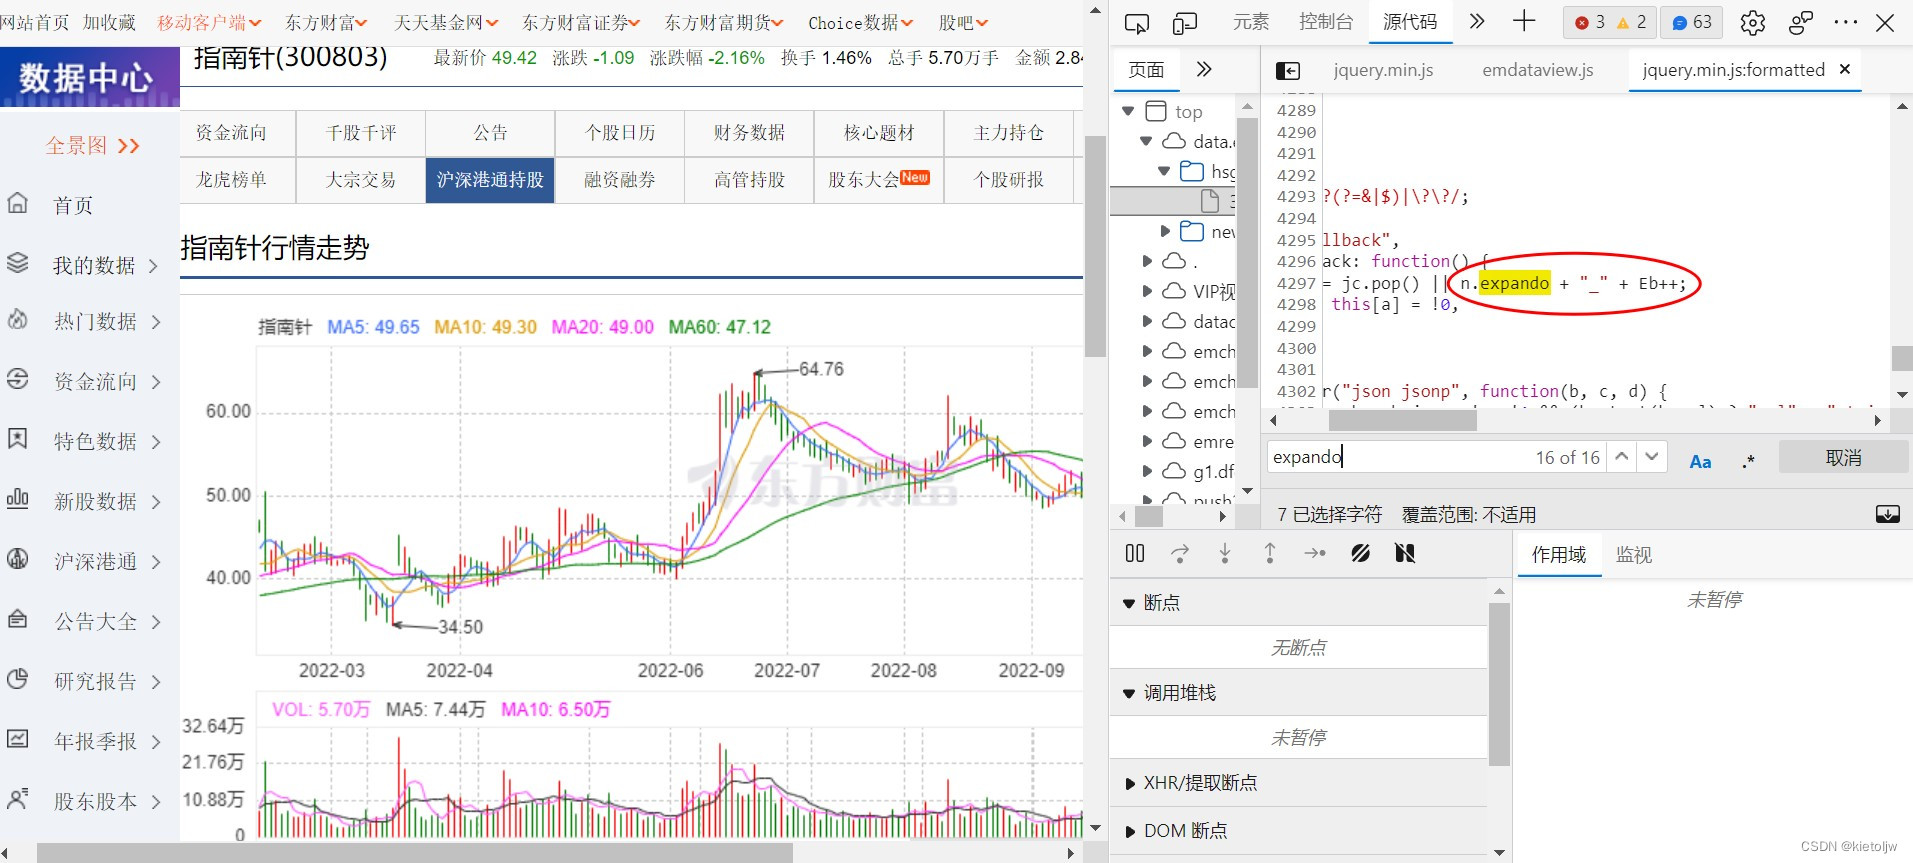 网站首页 加收藏 移动客户端 东方财富 天天基金网 东方财富证券 东方财富期货 Choice数据 股吧
数据中心
指南针(300803) 最新价 49.42 涨跌 -1.09 涨跌幅 -2.16% 换手 1.46% 总手 5.70万手 金额 2.84
全景图
首页
我的数据
热门数据
资金流向
特色数据
新股数据
沪深港通
公告大全
研究报告
年报季报
股东股本
资金流向 千股千评 公告 个股日历 财务数据 核心题材 主力持仓
龙虎榜单 大宗交易 沪深港通持股 融资融券 高管持股 股东大会New 个股研报
指南针行情走势
指南针 MA5: 49.65 MA10: 49.30 MA20: 49.00 MA60: 47.12
64.76
60.00
50.00
40.00
34.50
东方财富
2022-03 2022-04 2022-06 2022-07 2022-08 2022-09
VOL: 5.70万 MA5: 7.44万 MA10: 6.50万
32.64万
21.76万
10.88万
0
元素 控制台 源代码 3 2 63
页面
jquery.min.js emdataview.js jquery.min.js:formatted
top
data.e
hsg
3
nev
.
VIP视
datac
emch
emch
emch
emre
g1.df
push
4289
4290
4291
4292
4293 ?(?=&|$)|\?\?/;
4294
4295 llback",
4296 ack: function() {
4297 = jc.pop() || n.expando + "_" + Eb++;
4298 this[a] = !0,
4299
4300
4301
4302 r("json jsonp", function(b, c, d) {
expando 16 of 16 Aa .* 取消
7 已选择字符 覆盖范围: 不适用
断点
无断点
调用堆栈
未暂停
XHR/提取断点
DOM 断点
作用域 监视
未暂停
CSDN @kietoljw